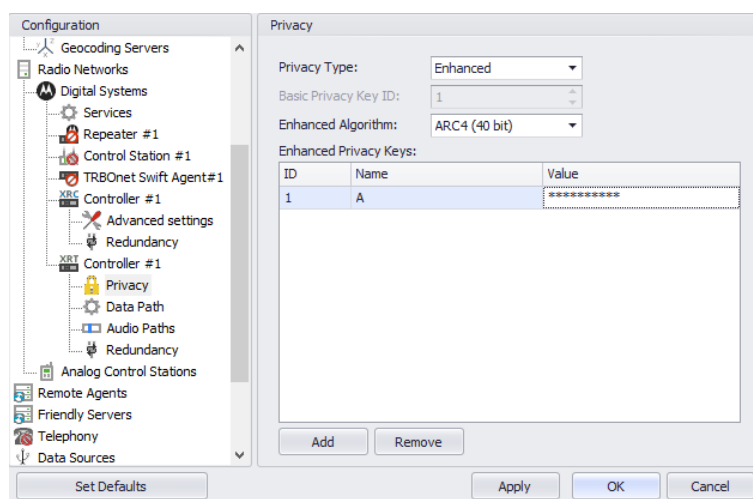 Configuration
Geocoding Servers
Radio Networks
Digital Systems
Services
Repeater #1
Control Station #1
TRBOnet Swift Agent#1
XRC Controller #1
Advanced settings
Redundancy
XRT Controller #1
Privacy
Data Path
Audio Paths
Redundancy
Analog Control Stations
Remote Agents
Friendly Servers
Telephony
Data Sources
Set Defaults
Privacy
Privacy Type: Enhanced
Basic Privacy Key ID: 1
Enhanced Algorithm: ARC4 (40 bit)
Enhanced Privacy Keys:
ID Name Value
1 A **********
Add Remove
Apply OK Cancel